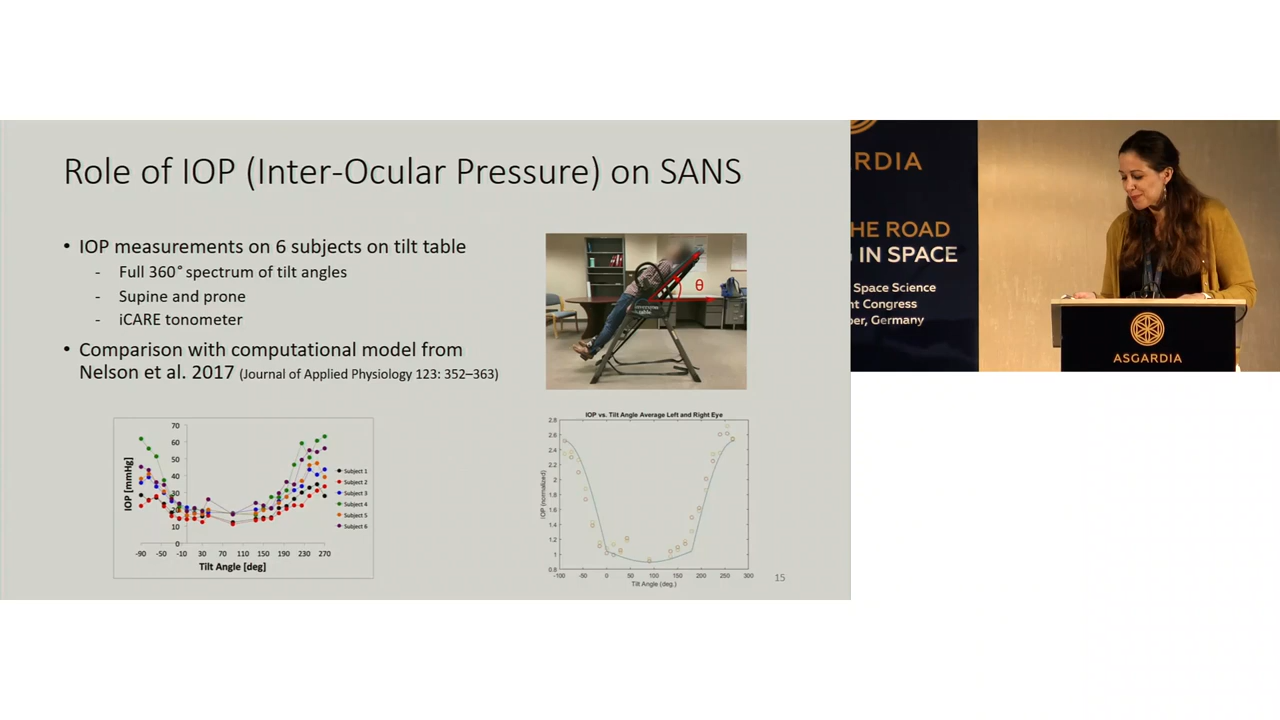 Role of IOP (Inter-Ocular Pressure) on SANS
• IOP measurements on 6 subjects on tilt table
- Full 360° spectrum of tilt angles
- Supine and prone
- iCARE tonometer
• Comparison with computational model from
Nelson et al. 2017 (Journal of Applied Physiology 123: 352–363)
θ
IOP [mmHg]
70
60
50
40
30
20
10
0
-90 -50 -10 30 70 110 150 190 230 270
Tilt Angle [deg]
Subject 1
Subject 2
Subject 3
Subject 4
Subject 5
Subject 6
IOP vs. Tilt Angle Average Left and Right Eye
IOP (normalized)
2.8
2.6
2.4
2.2
2
1.8
1.6
1.4
1.2
1
0.8
-100 -50 0 50 100 150 200 250 300
Tilt Angle (deg.)
15
GARDIA
HE ROAD
G IN SPACE
Space Science
nt Congress
er, Germany
ASGARDIA